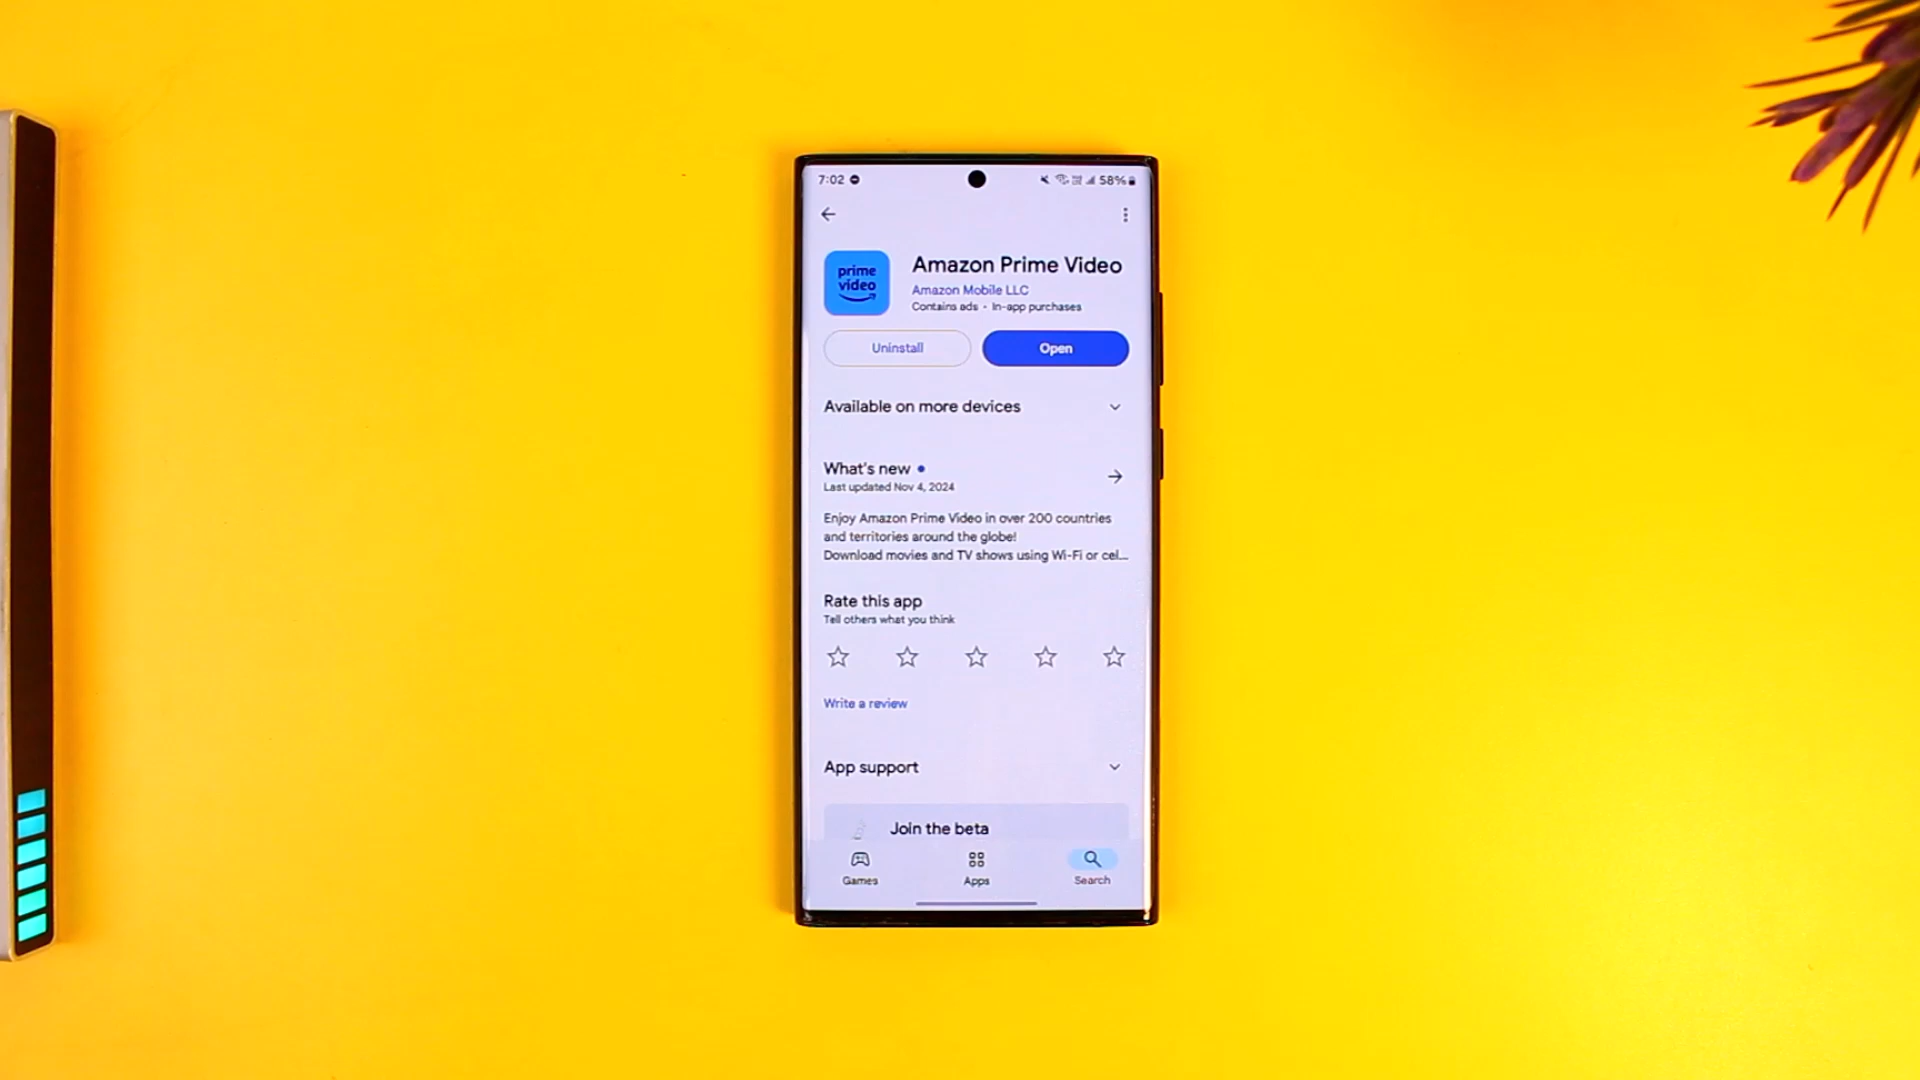 7:02
58%
prime
video
Amazon Prime Video
Amazon Mobile LLC
Contains ads • In-app purchases
Uninstall
Open
Available on more devices
What's new •
Last updated Nov 4, 2024
Enjoy Amazon Prime Video in over 200 countries
and territories around the globe!
Download movies and TV shows using Wi-Fi or cel...
Rate this app
Tell others what you think
Write a review
App support
Join the beta
Games
Apps
Search